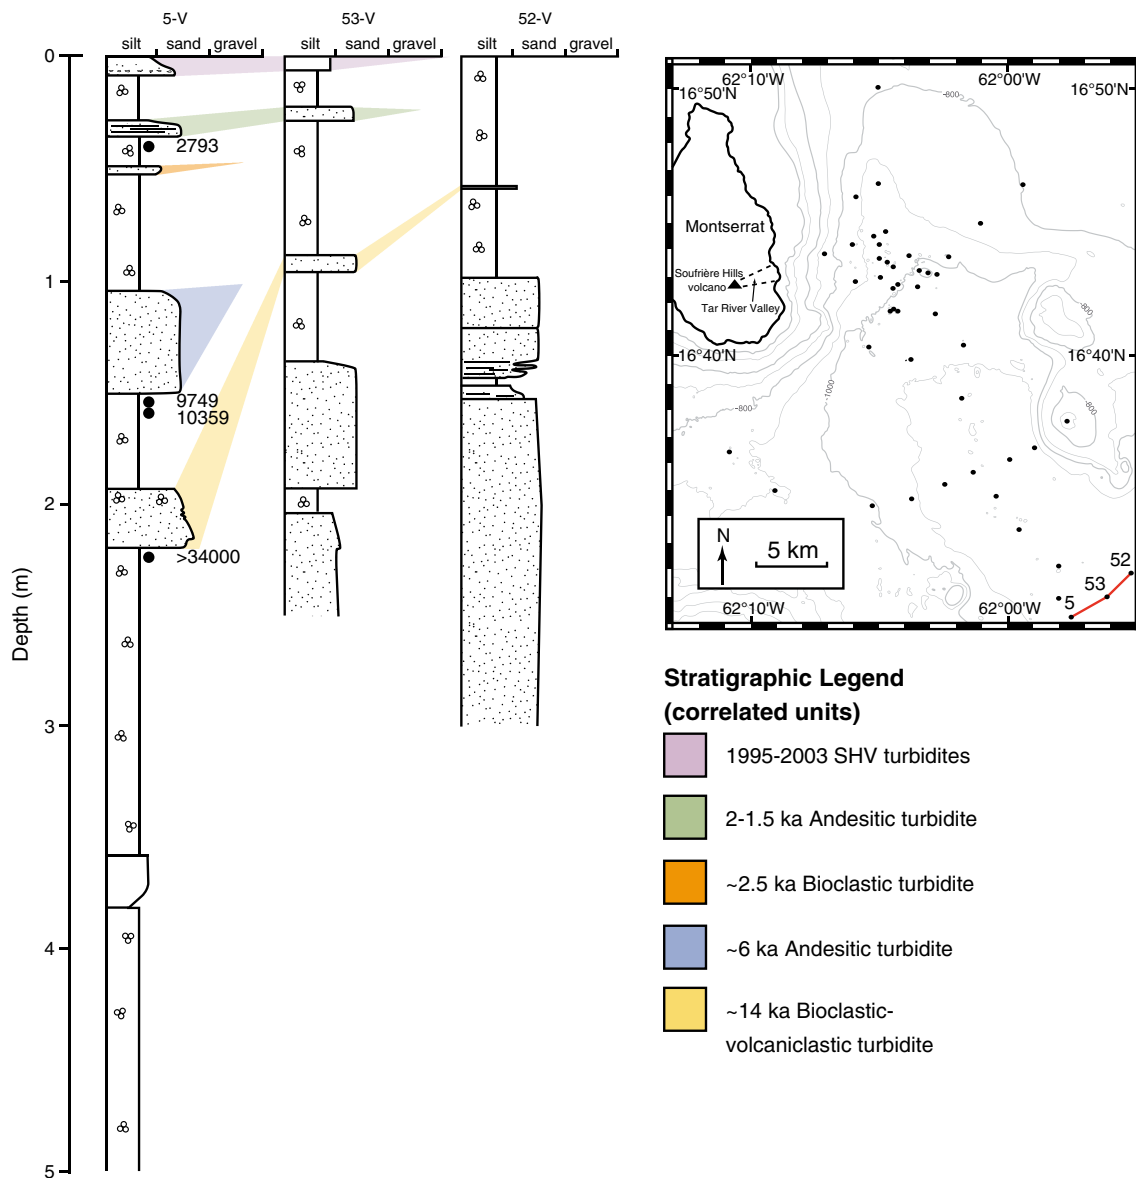 5-V
53-V
52-V
silt sand gravel
silt sand gravel
silt sand gravel
Depth (m)
0
1
2
3
4
5
2793
9749
10359
>34000
62°10'W
62°00'W
16°50'N
16°50'N
-800
Montserrat
Soufrière Hills
volcano
Tar River Valley
-800
16°40'N
16°40'N
-1000
-800
-800
N
5 km
52
53
5
62°10'W
62°00'W
Stratigraphic Legend
(correlated units)
1995-2003 SHV turbidites
2-1.5 ka Andesitic turbidite
~2.5 ka Bioclastic turbidite
~6 ka Andesitic turbidite
~14 ka Bioclastic-
volcaniclastic turbidite